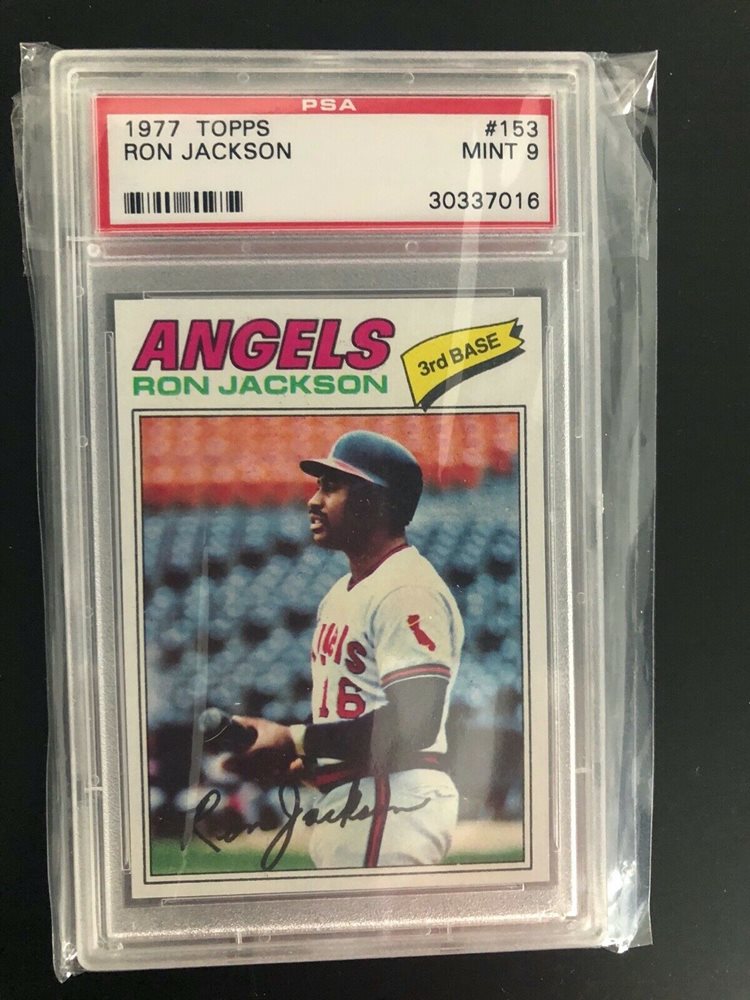 PSA
1977 TOPPS #153
RON JACKSON MINT 9
30337016
ANGELS
RON JACKSON
3rd BASE
16
Ron Jackson